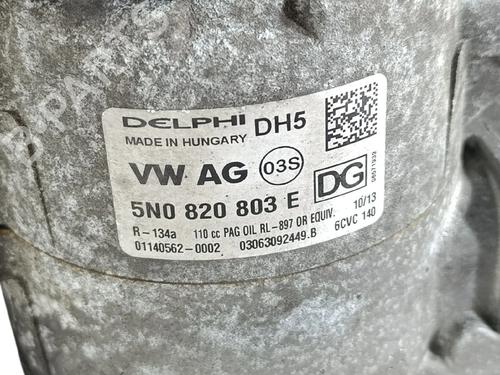 DELPHI DH5
MADE IN HUNGARY
VW AG 03S DG
5N0 820 803 E 10/13
R-134a 110 cc PAG OIL RL-897 OR EQUIV. 6CVC 140
01140562-0002 03063092449.B